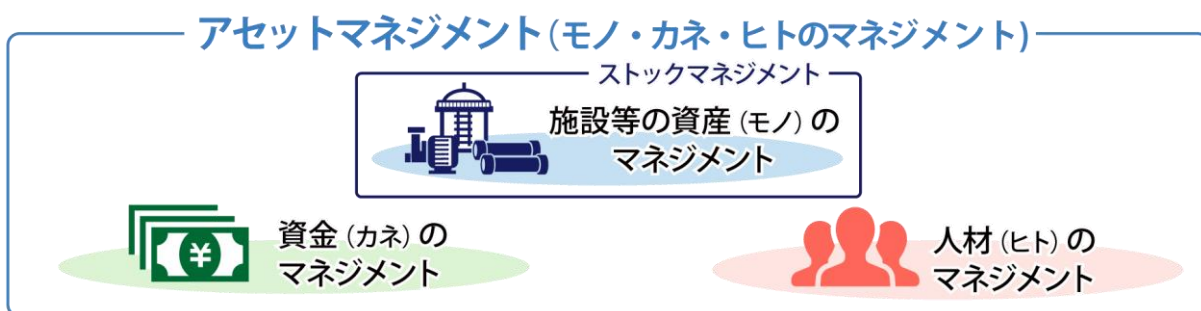 アセットマネジメント（モノ・カネ・ヒトのマネジメント）
ストックマネジメント
施設等の資産（モノ）の
マネジメント
¥
資金（カネ）の
マネジメント
人材（ヒト）の
マネジメント